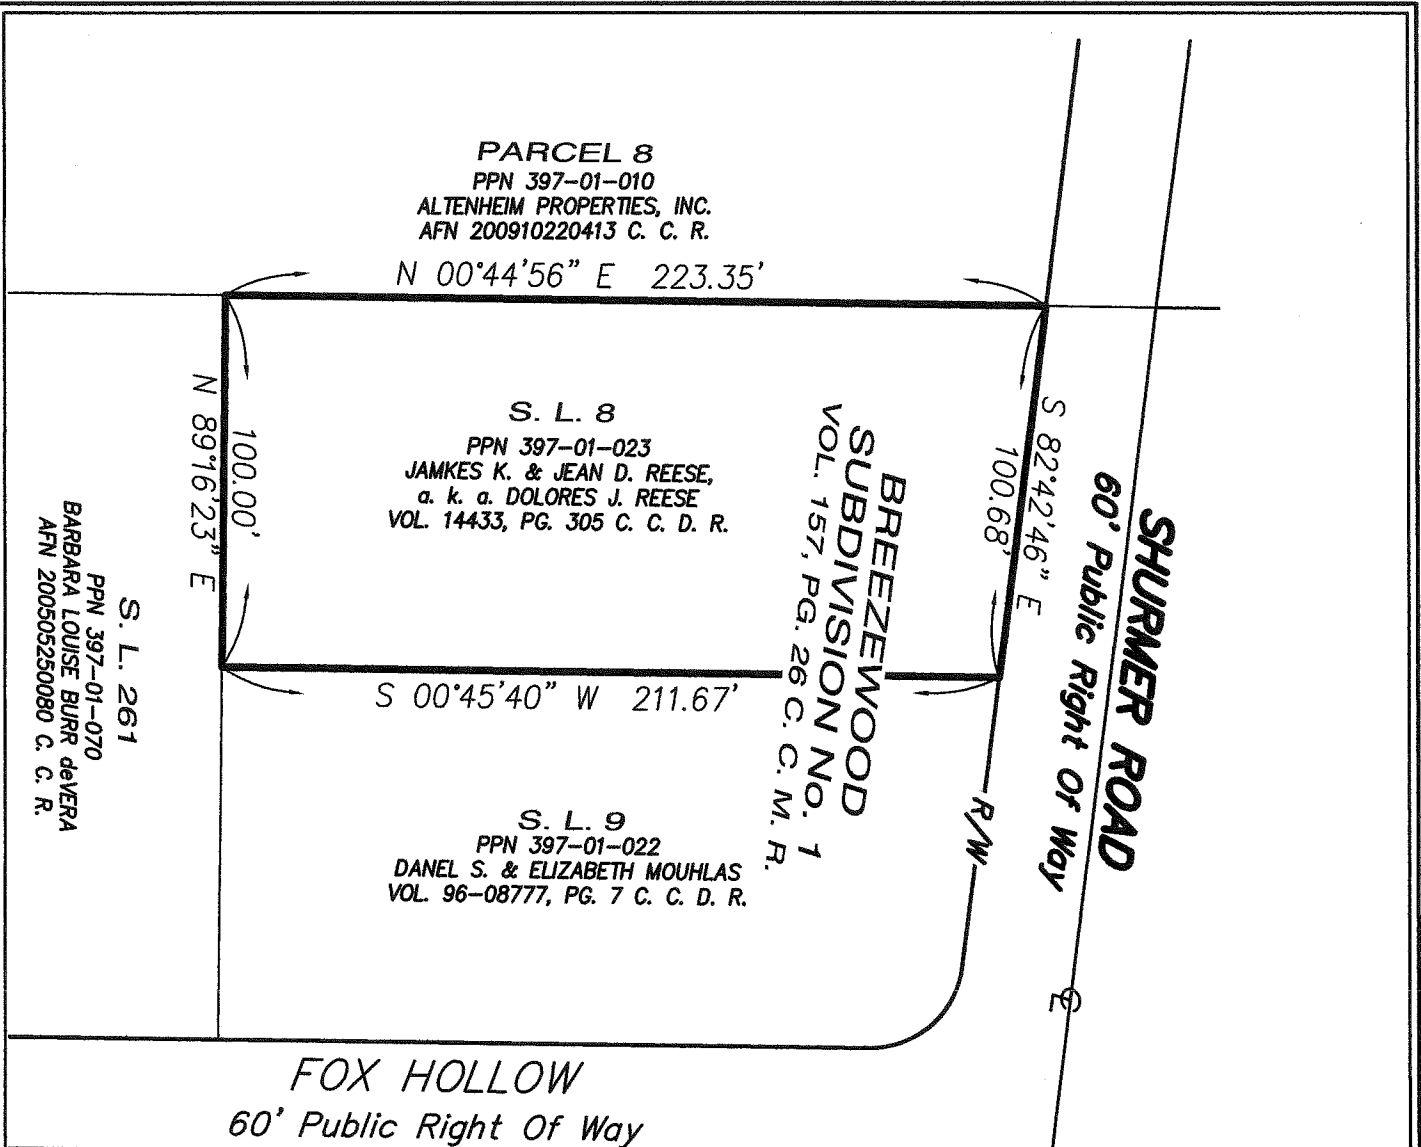 PARCEL 8
PPN 397-01-010
ALTENHEIM PROPERTIES, INC.
AFN 200910220413 C. C. R.
N 00°44'56" E 223.35'
S. L. 8
PPN 397-01-023
JAMKES K. & JEAN D. REESE,
a. k. a. DOLORES J. REESE
VOL. 14433, PG. 305 C. C. D. R.
N 89°16'23" E
100.00'
S 82°42'46" E
100.68'
BREEZEWOOD
SUBDIVISION No. 1
VOL. 157, PG. 26 C. C. M. R.
SHURMER ROAD
60' Public Right Of Way
S 00°45'40" W 211.67'
S. L. 261
PPN 397-01-070
BARBARA LOUISE BURR deVERA
AFN 200505250080 C. C. R.
S. L. 9
PPN 397-01-022
DANEL S. & ELIZABETH MOUHLAS
VOL. 96-08777, PG. 7 C. C. D. R.
R/W
℄
FOX HOLLOW
60' Public Right Of Way